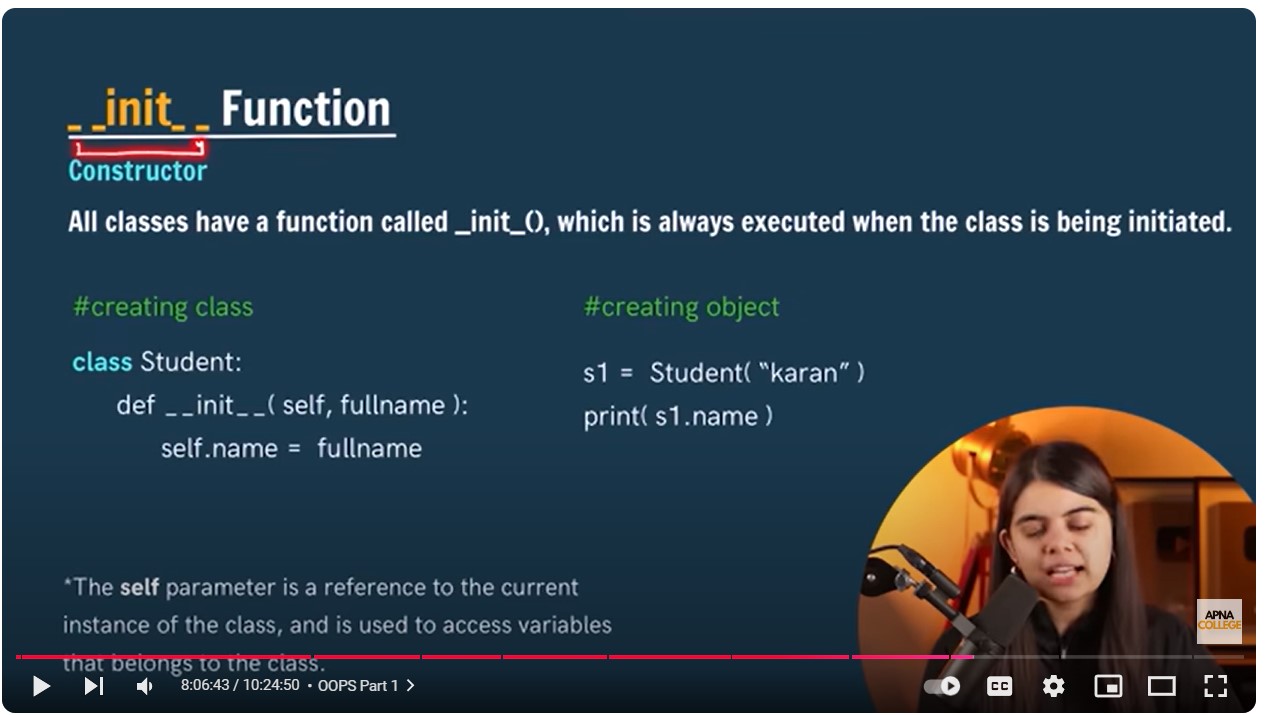 __init__ Function
Constructor
All classes have a function called _init_(), which is always executed when the class is being initiated.
#creating class
class Student:
def __init__( self, fullname ):
self.name = fullname
#creating object
s1 = Student( “karan” )
print( s1.name )
*The self parameter is a reference to the current
instance of the class, and is used to access variables
that belongs to the class.
APNA
COLLEGE
8:06:43 / 10:24:50 • OOPS Part 1
CC